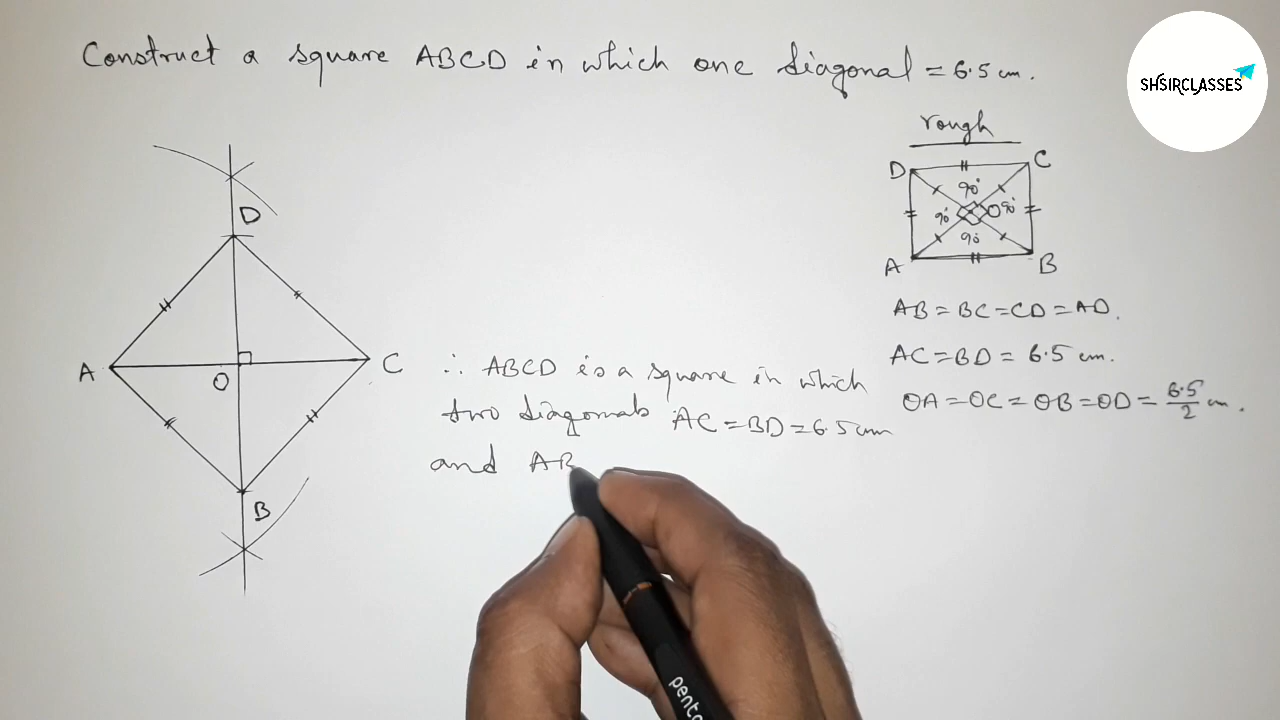 Construct a square ABCD in which one diagonal = 6.5 cm.
SHSIRCLASSES
rough
D C
90° 90° O 90° 90°
A B
AB = BC = CD = AD.
AC = BD = 6.5 cm.
OA = OC = OB = OD = 6.5/2 cm.
D
A O C
B
∴ ABCD is a square in which
two diagonals AC = BD = 6.5 cm
and AB
pento